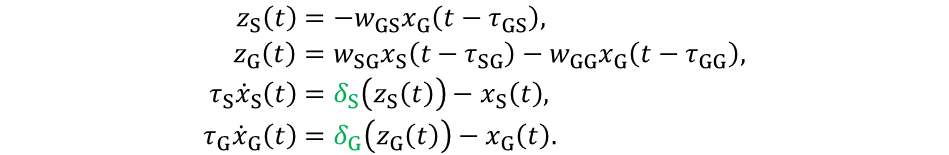 z_S(t) = −w_GS x_G(t − τ_GS),
z_G(t) = w_SG x_S(t − τ_SG) − w_GG x_G(t − τ_GG),
τ_S ẋ_S(t) = δ_S(z_S(t)) − x_S(t),
τ_G ẋ_G(t) = δ_G(z_G(t)) − x_G(t).